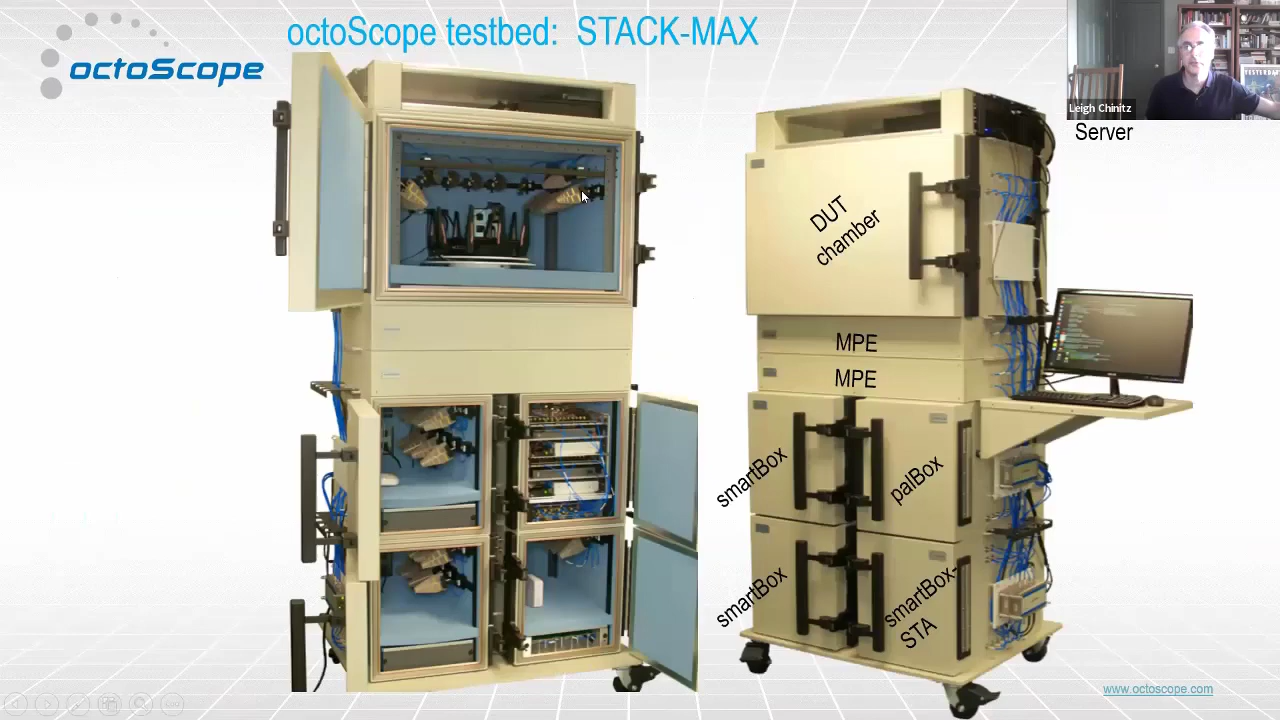 octoScope testbed: STACK-MAX
octoScope
Leigh Chinitz
Server
DUT
chamber
MPE
MPE
smartBox
palBox
smartBox
smartBox-
STA
www.octoscope.com